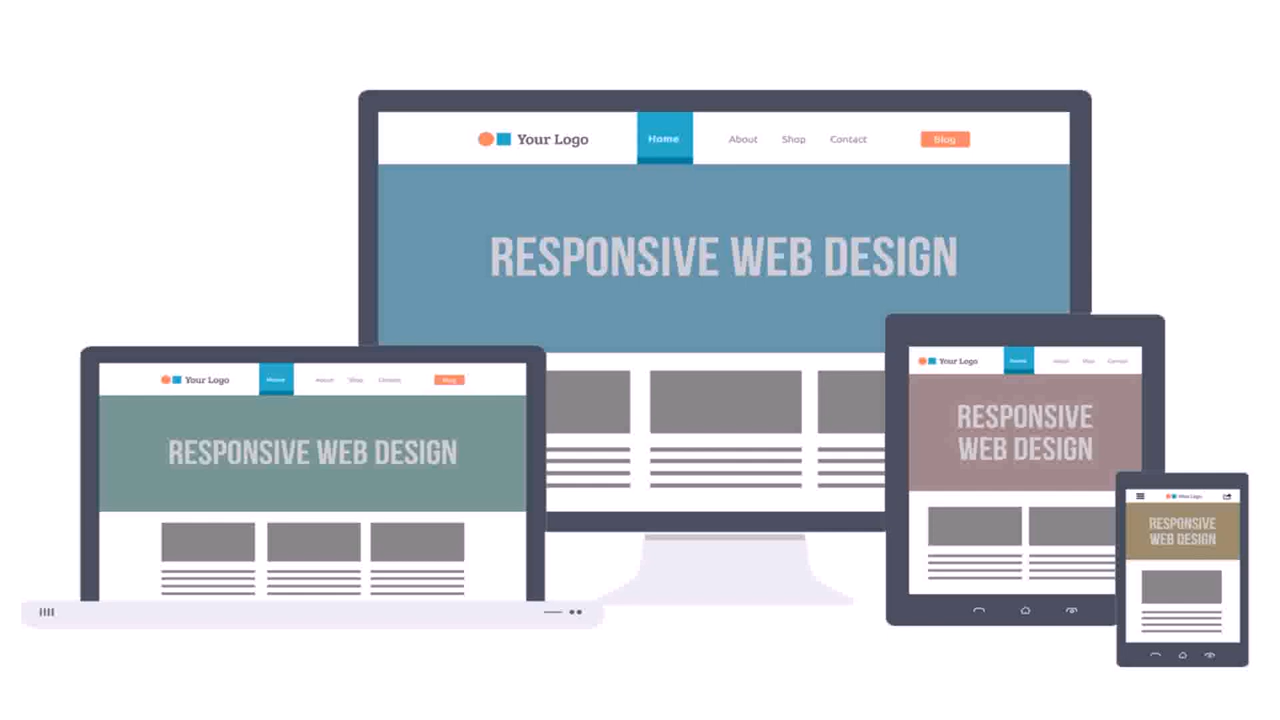 Your Logo Home About Shop Contact Blog
RESPONSIVE WEB DESIGN
Your Logo Home About Shop Contact Blog
RESPONSIVE WEB DESIGN
Your Logo Home About Shop Contact
RESPONSIVE
WEB DESIGN
Your Logo
RESPONSIVE
WEB DESIGN